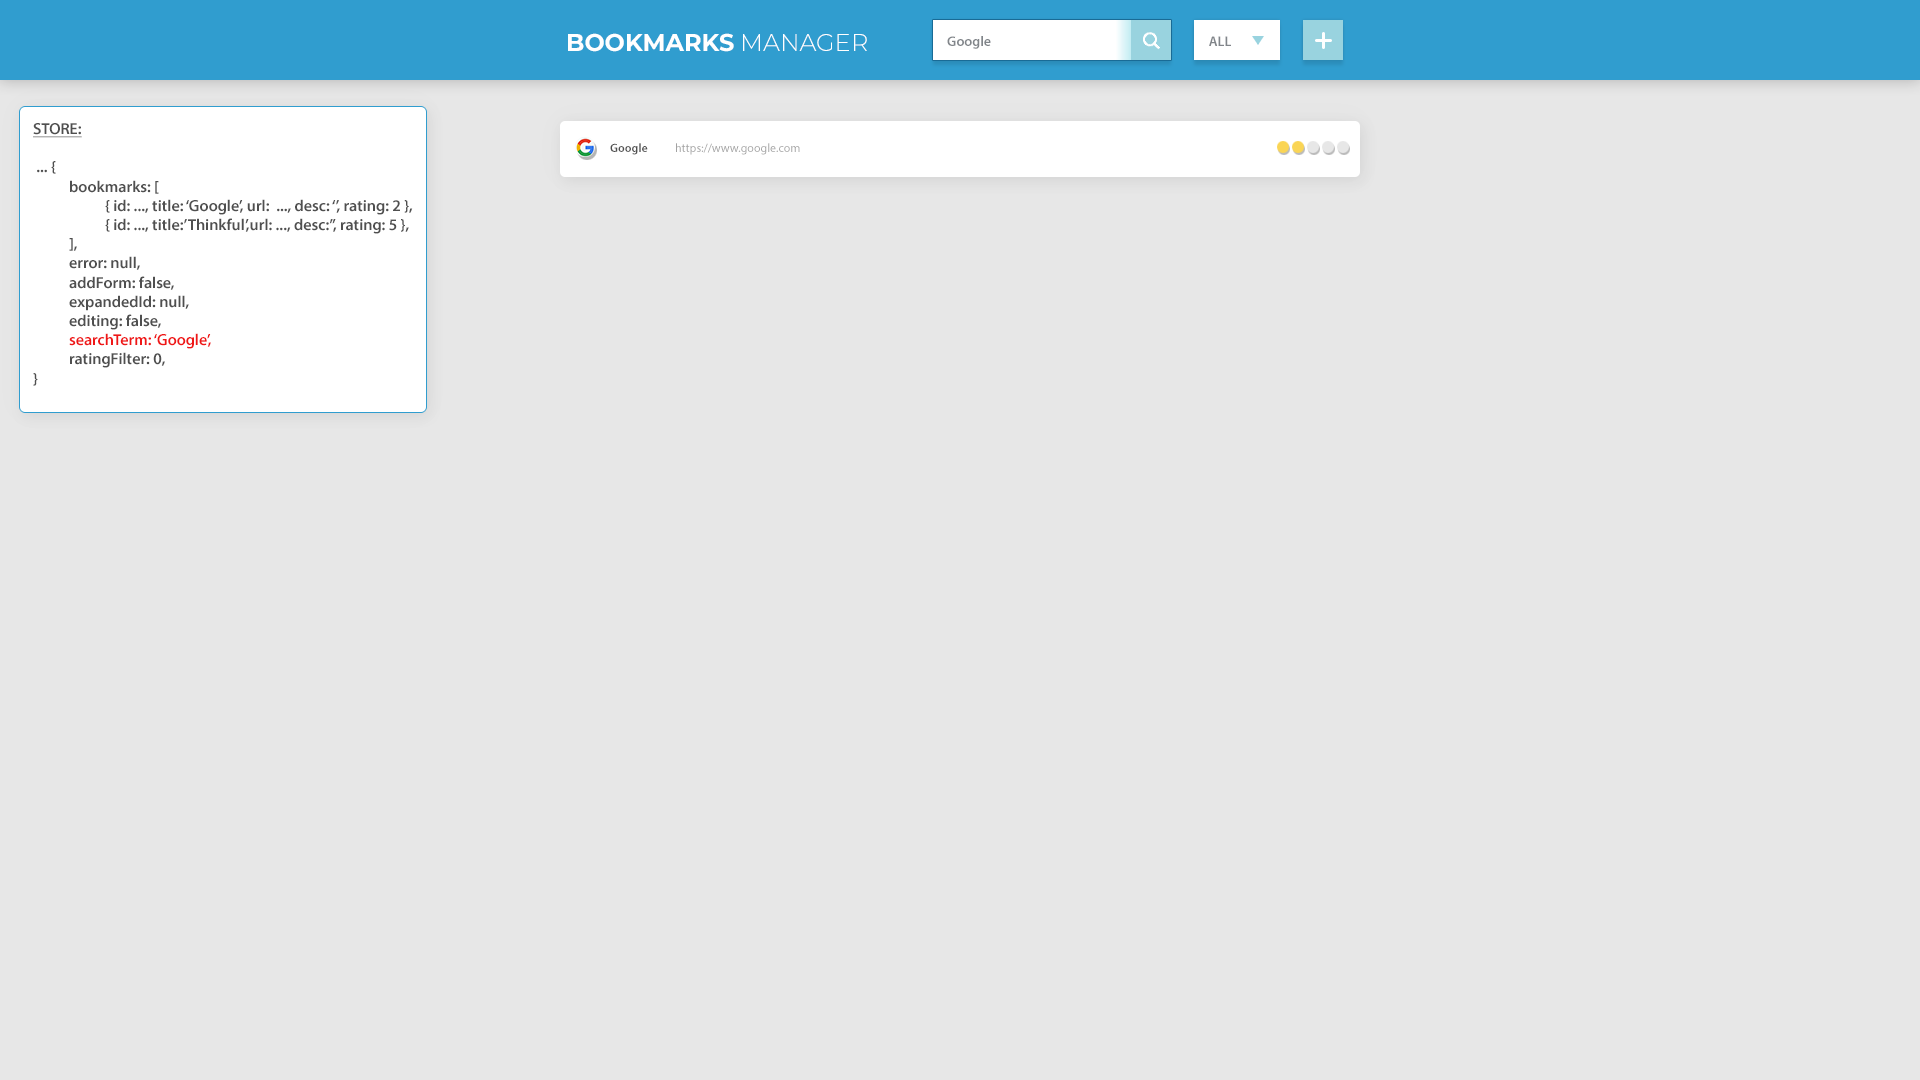 BOOKMARKS MANAGER
Google
ALL
STORE:
... {
bookmarks: [
{ id: ..., title: ‘Google’, url:  ..., desc: ‘’, rating: 2 },
{ id: ..., title:’Thinkful’,url: ..., desc:’’, rating: 5 },
],
error: null,
addForm: false,
expandedId: null,
editing: false,
searchTerm: ‘Google’,
ratingFilter: 0,
}
Google https://www.google.com